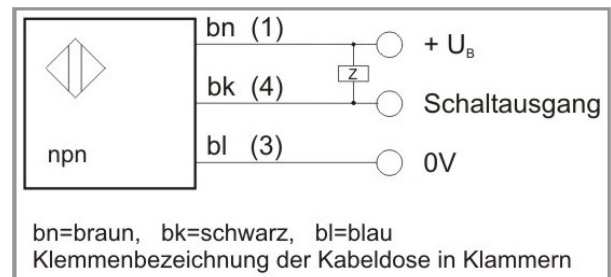 bn (1)
+ U_B
Z
bk (4)
Schaltausgang
npn
bl (3)
0V
bn=braun, bk=schwarz, bl=blau
Klemmenbezeichnung der Kabeldose in Klammern